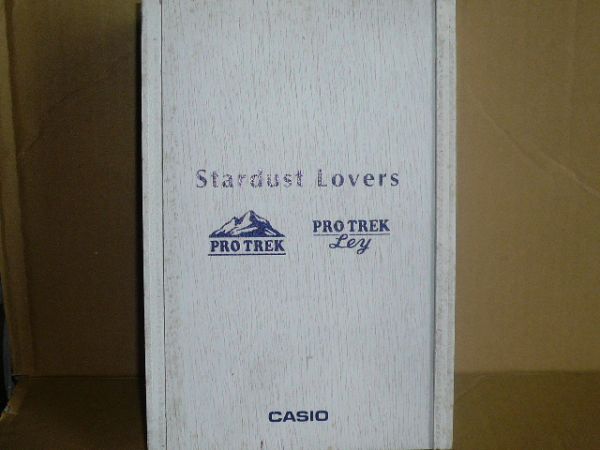 Stardust Lovers
PRO TREK
PRO TREK
Ley
CASIO